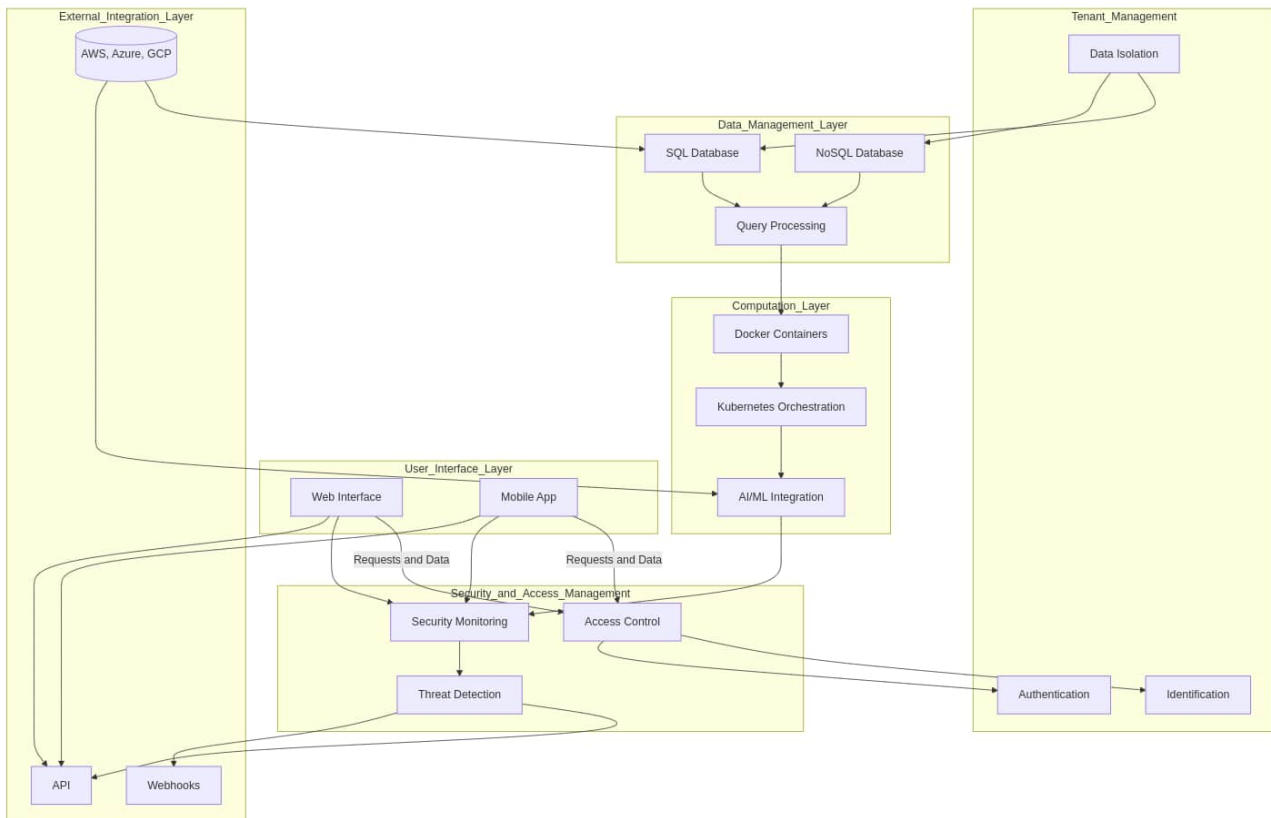 External_Integration_Layer
AWS, Azure, GCP
Tenant_Management
Data Isolation
Data_Management_Layer
SQL Database
NoSQL Database
Query Processing
Computation_Layer
Docker Containers
Kubernetes Orchestration
AI/ML Integration
User_Interface_Layer
Web Interface
Mobile App
Requests and Data
Requests and Data
Security_and_Access_Management
Security Monitoring
Access Control
Threat Detection
Authentication
Identification
API
Webhooks